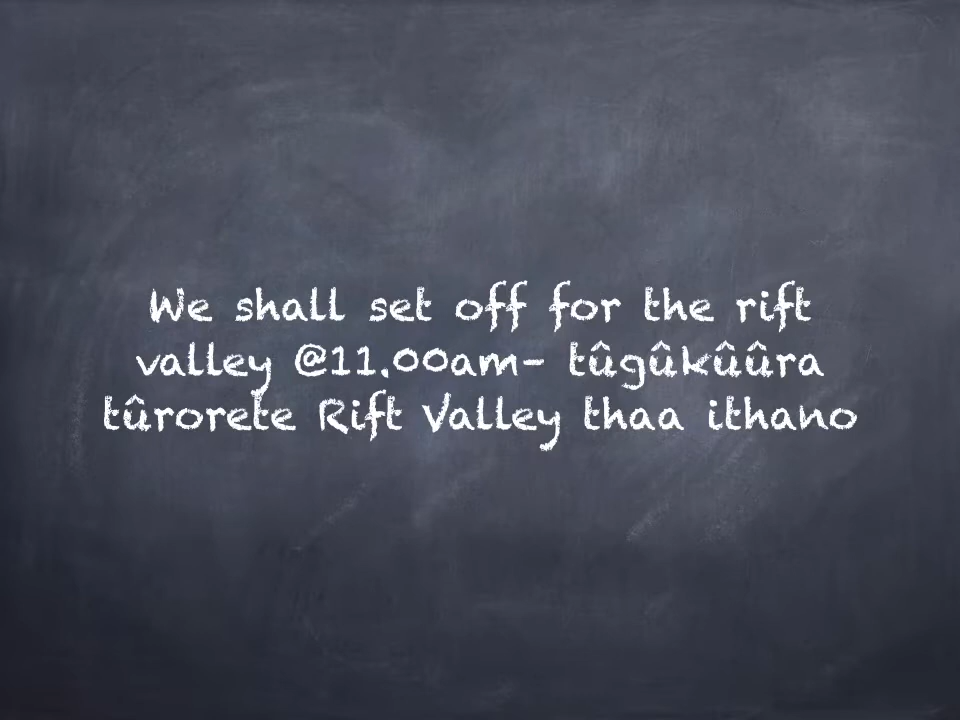 We shall set off for the rift
valley @11.00am- tûgûkûûra
tûrorete Rift Valley thaa ithano